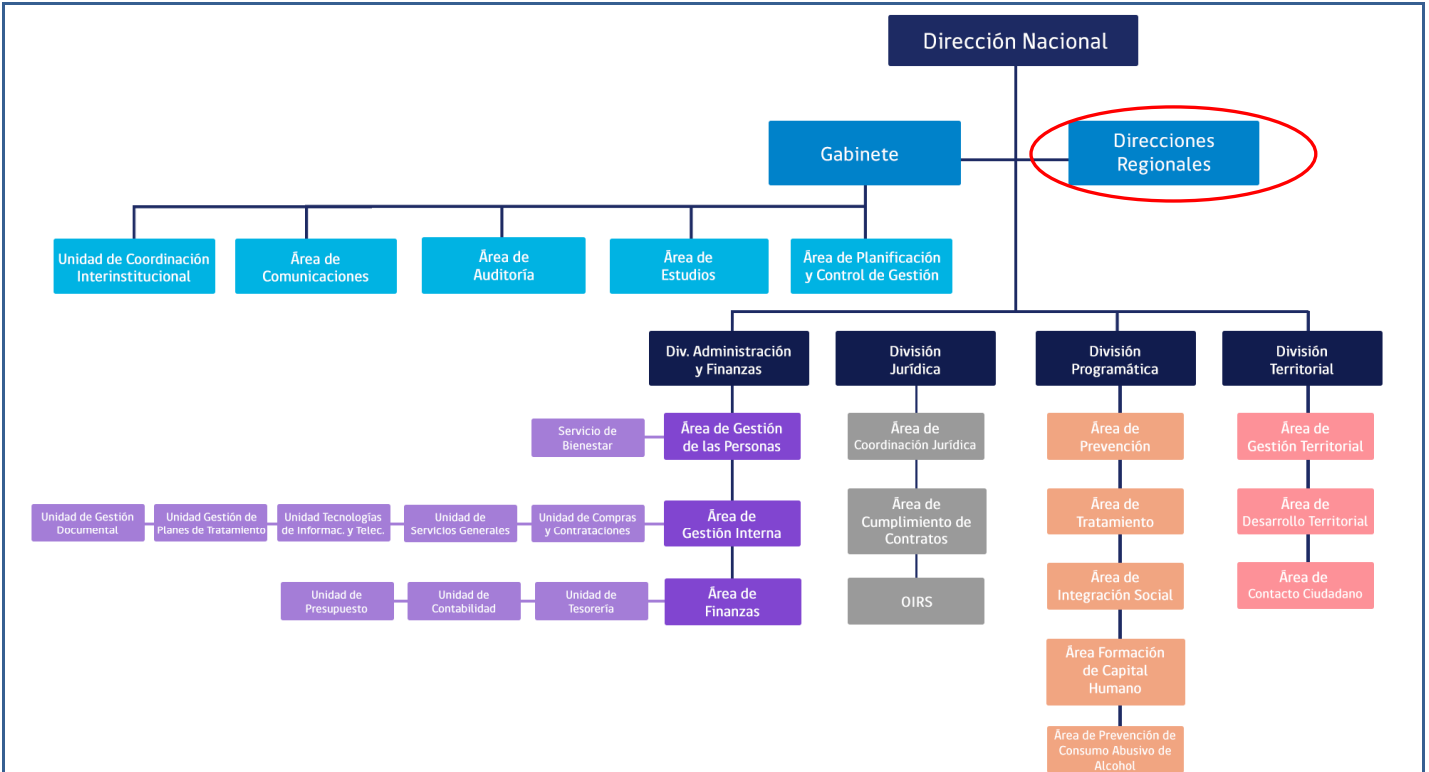 Dirección Nacional
Gabinete
Direcciones
Regionales
Unidad de Coordinación
Interinstitucional
Área de
Comunicaciones
Área de
Auditoría
Área de
Estudios
Área de Planificación
y Control de Gestión
Div. Administración
y Finanzas
División
Jurídica
División
Programática
División
Territorial
Servicio de
Bienestar
Área de Gestión
de las Personas
Área de
Coordinación Jurídica
Área de
Prevención
Área de
Gestión Territorial
Unidad de Gestión
Documental
Unidad Gestión de
Planes de Tratamiento
Unidad Tecnologías
de Informac. y Telec.
Unidad de
Servicios Generales
Unidad de Compras
y Contrataciones
Área de
Gestión Interna
Área de
Cumplimiento de
Contratos
Área de
Tratamiento
Área de
Desarrollo Territorial
Unidad de
Presupuesto
Unidad de
Contabilidad
Unidad de
Tesorería
Área de
Finanzas
OIRS
Área de
Integración Social
Área de
Contacto Ciudadano
Área Formación
de Capital
Humano
Área de Prevención de
Consumo Abusivo de
Alcohol